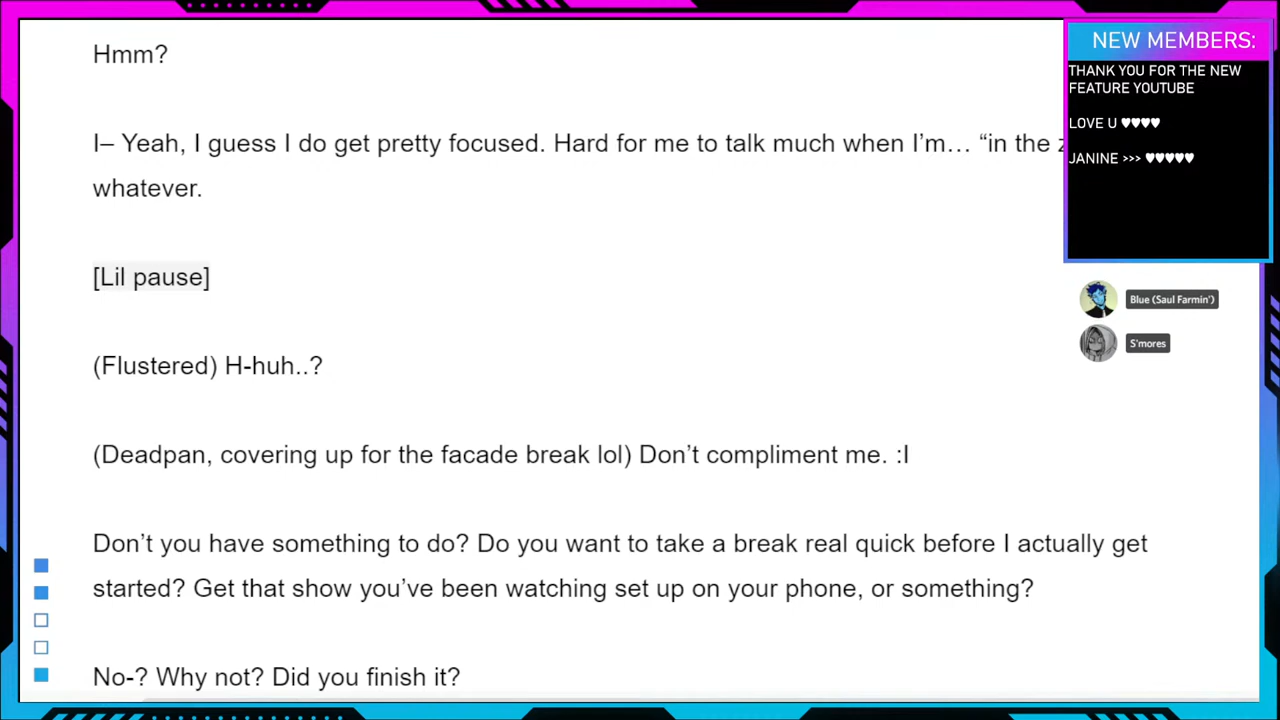 Hmm?
I– Yeah, I guess I do get pretty focused. Hard for me to talk much when I’m… “in the
whatever.
[Lil pause]
(Flustered) H-huh..?
(Deadpan, covering up for the facade break lol) Don’t compliment me. :I
Don’t you have something to do? Do you want to take a break real quick before I actually get
started? Get that show you’ve been watching set up on your phone, or something?
No-? Why not? Did you finish it?
NEW MEMBERS:
THANK YOU FOR THE NEW
FEATURE YOUTUBE
LOVE U ♥♥♥♥
JANINE >>> ♥♥♥♥♥
Blue (Saul Farmin')
S'mores